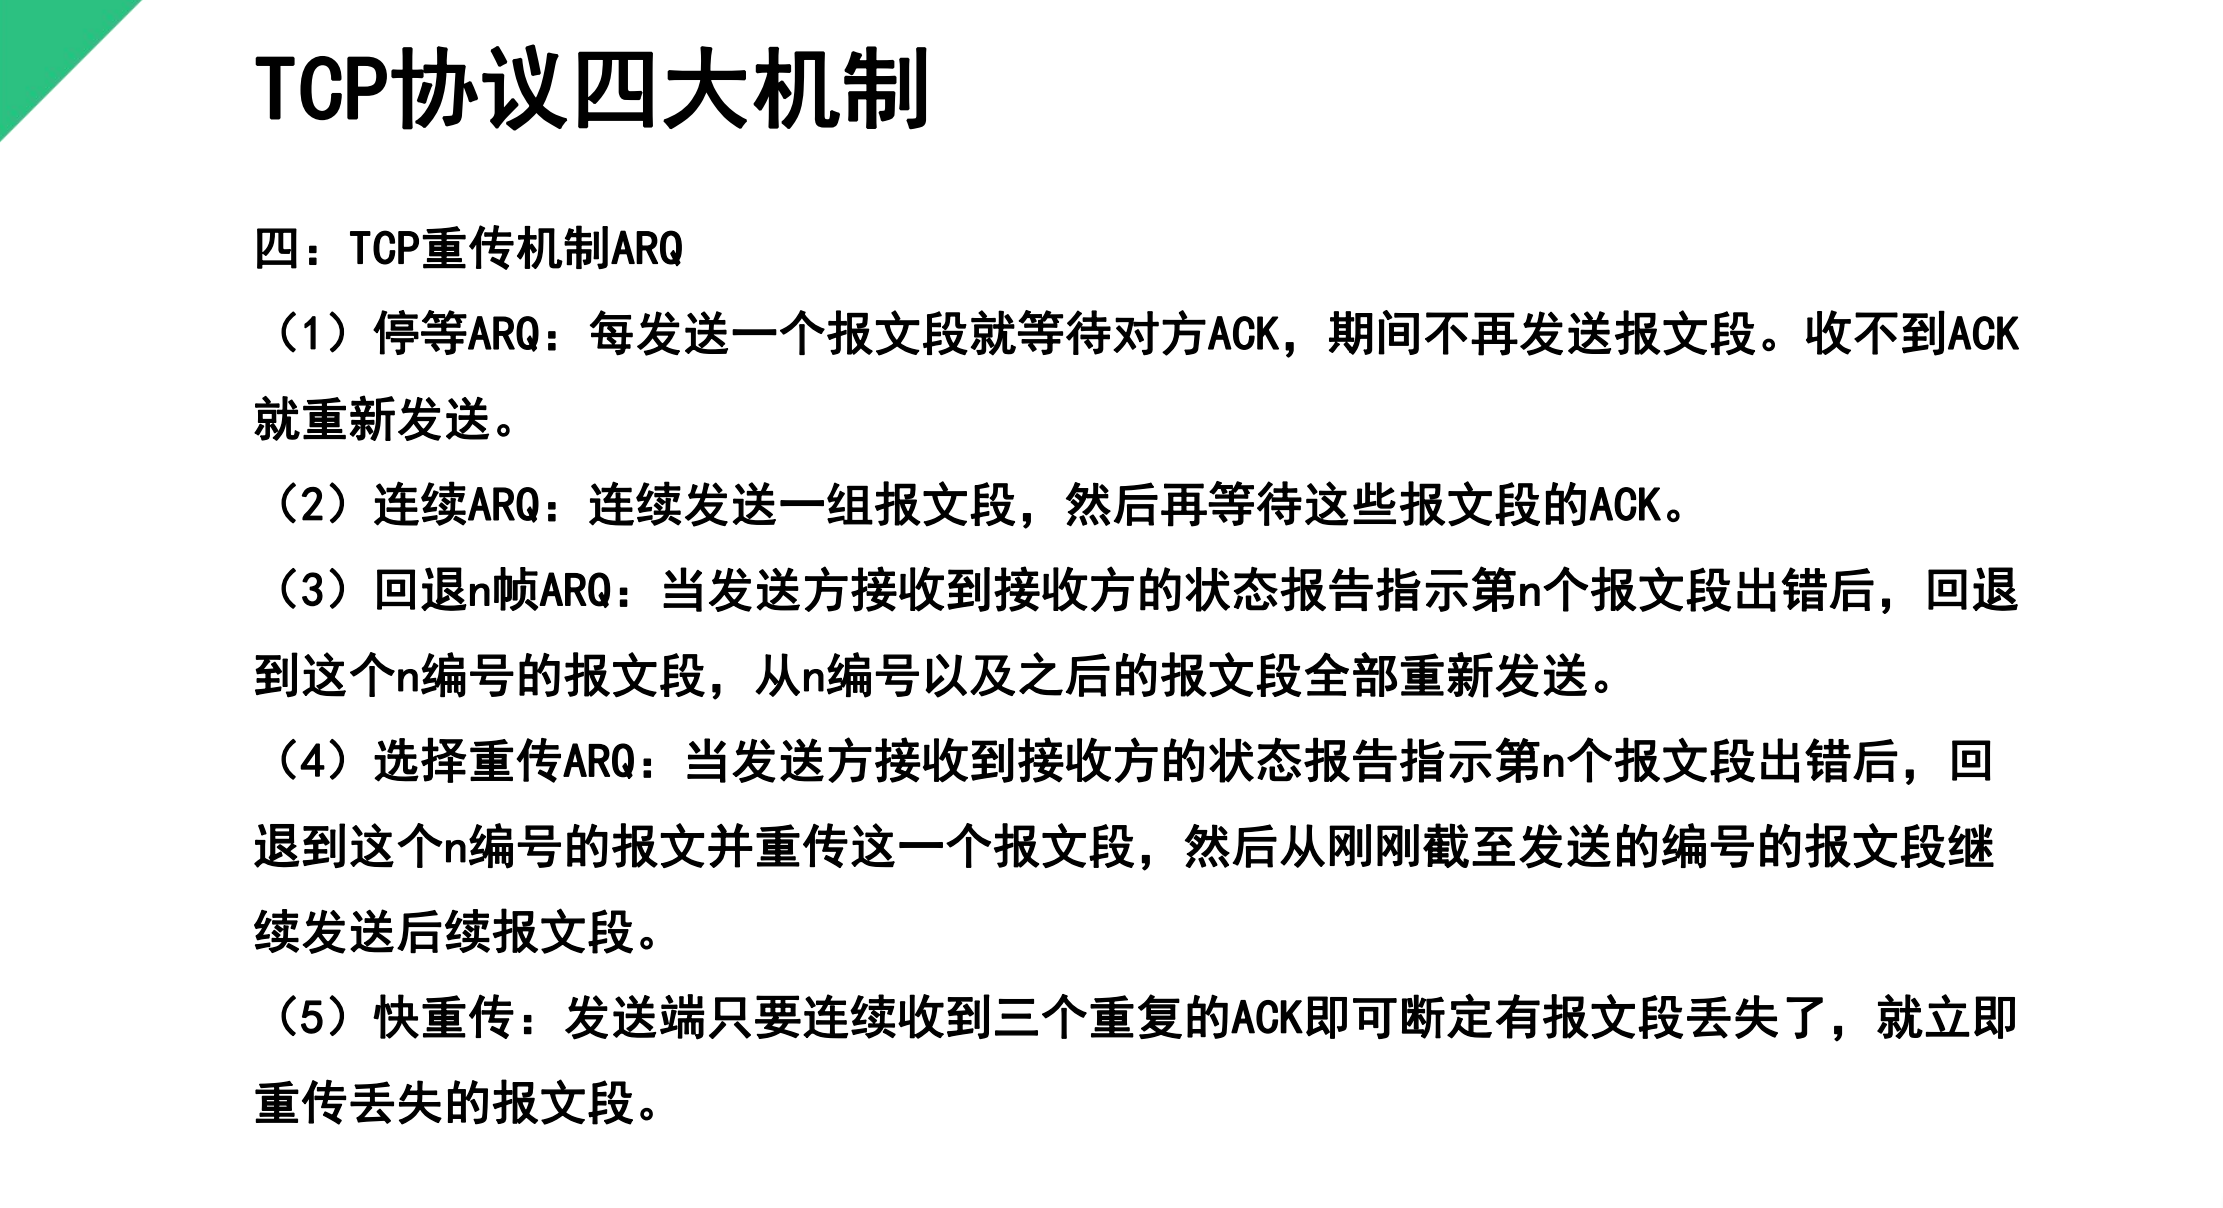 TCP协议四大机制
四：TCP重传机制ARQ
（1）停等ARQ：每发送一个报文段就等待对方ACK，期间不再发送报文段。收不到ACK
就重新发送。
（2）连续ARQ：连续发送一组报文段，然后再等待这些报文段的ACK。
（3）回退n帧ARQ：当发送方接收到接收方的状态报告指示第n个报文段出错后，回退
到这个n编号的报文段，从n编号以及之后的报文段全部重新发送。
（4）选择重传ARQ：当发送方接收到接收方的状态报告指示第n个报文段出错后，回
退到这个n编号的报文并重传这一个报文段，然后从刚刚截至发送的编号的报文段继
续发送后续报文段。
（5）快重传：发送端只要连续收到三个重复的ACK即可断定有报文段丢失了，就立即
重传丢失的报文段。